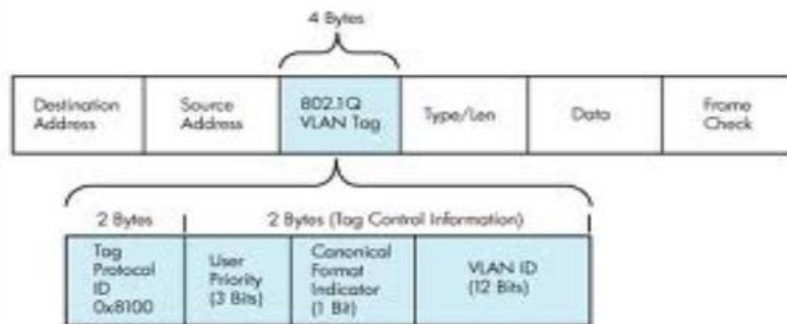 4 Bytes
Destination
Address
Source
Address
802.1Q
VLAN Tag
Type/Len
Data
Frame
Check
2 Bytes
2 Bytes (Tag Control Information)
Tag
Protocol
ID
0x8100
User
Priority
(3 Bits)
Canonical
Format
Indicator
(1 Bit)
VLAN ID
(12 Bits)